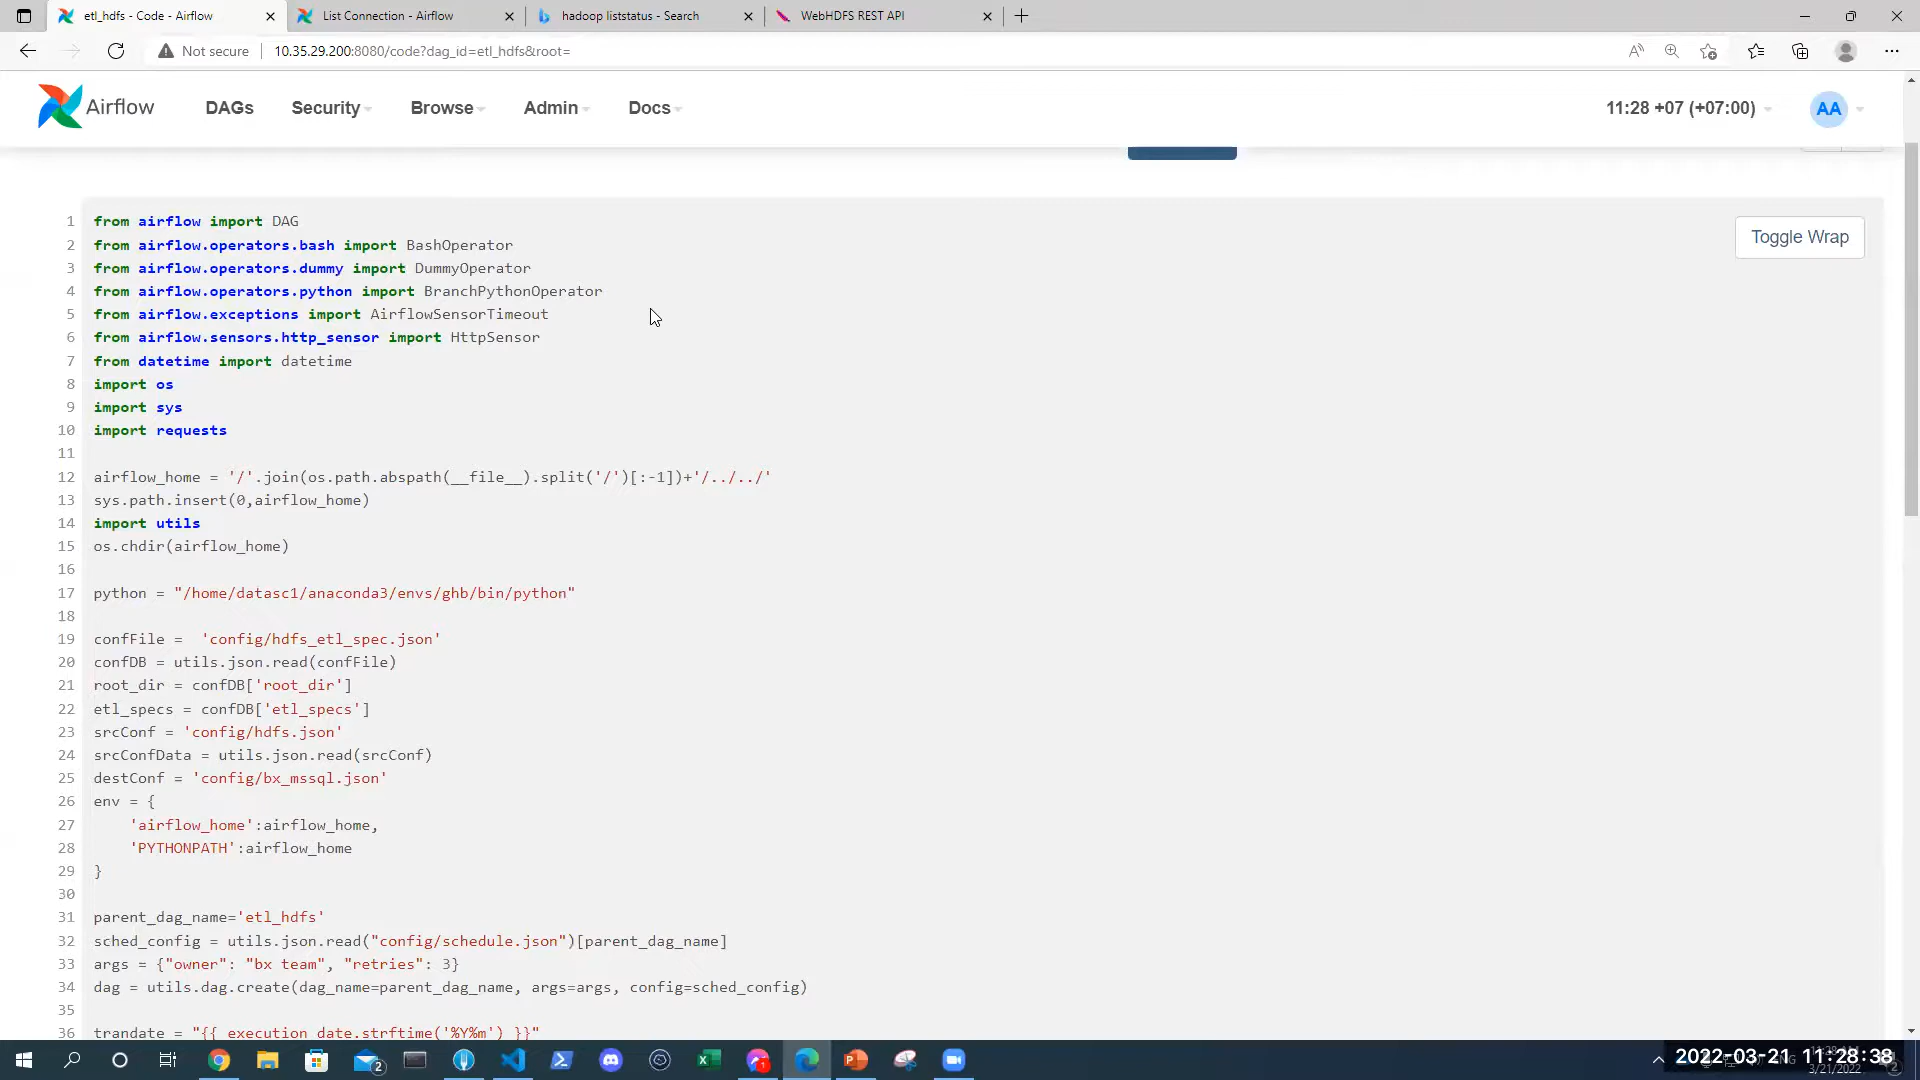 etl_hdfs - Code - Airflow
List Connection - Airflow
hadoop liststatus - Search
WebHDFS REST API
Not secure
10.35.29.200:8080/code?dag_id=etl_hdfs&root=
Airflow
DAGs
Security
Browse
Admin
Docs
11:28 +07 (+07:00)
AA
Toggle Wrap
1 from airflow import DAG
2 from airflow.operators.bash import BashOperator
3 from airflow.operators.dummy import DummyOperator
4 from airflow.operators.python import BranchPythonOperator
5 from airflow.exceptions import AirflowSensorTimeout
6 from airflow.sensors.http_sensor import HttpSensor
7 from datetime import datetime
8 import os
9 import sys
10 import requests
11
12 airflow_home = '/'.join(os.path.abspath(__file__).split('/')[:-1])+'/../../'
13 sys.path.insert(0,airflow_home)
14 import utils
15 os.chdir(airflow_home)
16
17 python = "/home/datasc1/anaconda3/envs/ghb/bin/python"
18
19 confFile =  'config/hdfs_etl_spec.json'
20 confDB = utils.json.read(confFile)
21 root_dir = confDB['root_dir']
22 etl_specs = confDB['etl_specs']
23 srcConf = 'config/hdfs.json'
24 srcConfData = utils.json.read(srcConf)
25 destConf = 'config/bx_mssql.json'
26 env = {
27     'airflow_home':airflow_home,
28     'PYTHONPATH':airflow_home
29 }
30
31 parent_dag_name='etl_hdfs'
32 sched_config = utils.json.read("config/schedule.json")[parent_dag_name]
33 args = {"owner": "bx team", "retries": 3}
34 dag = utils.dag.create(dag_name=parent_dag_name, args=args, config=sched_config)
35
36 trandate = "{{ execution_date.strftime('%Y%m') }}"
2022-03-21 11:28:38
3/21/2022